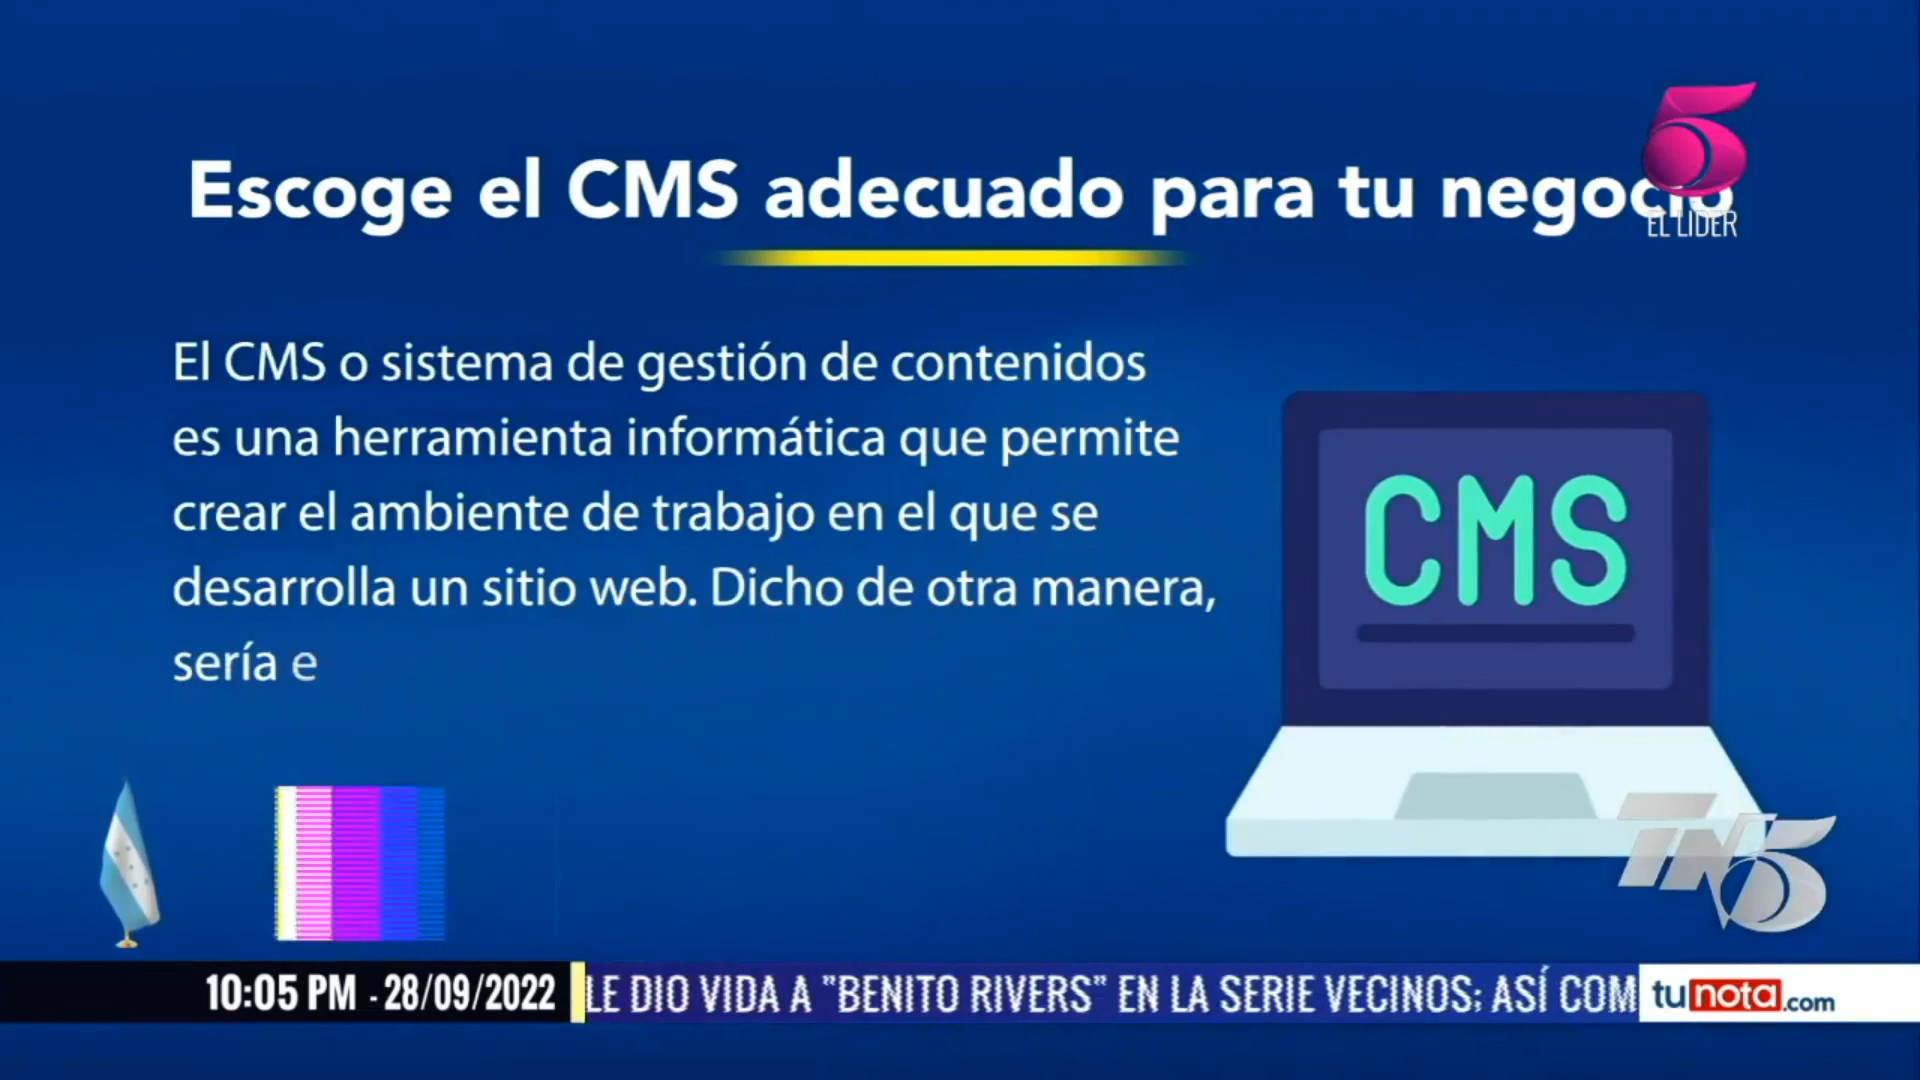 Escoge el CMS adecuado para tu negocio
5
EL LÍDER
El CMS o sistema de gestión de contenidos
es una herramienta informática que permite
crear el ambiente de trabajo en el que se
desarrolla un sitio web. Dicho de otra manera,
sería e
CMS
TN5
10:05 PM - 28/09/2022
LE DIO VIDA A "BENITO RIVERS" EN LA SERIE VECINOS; ASÍ COM
tunota.com